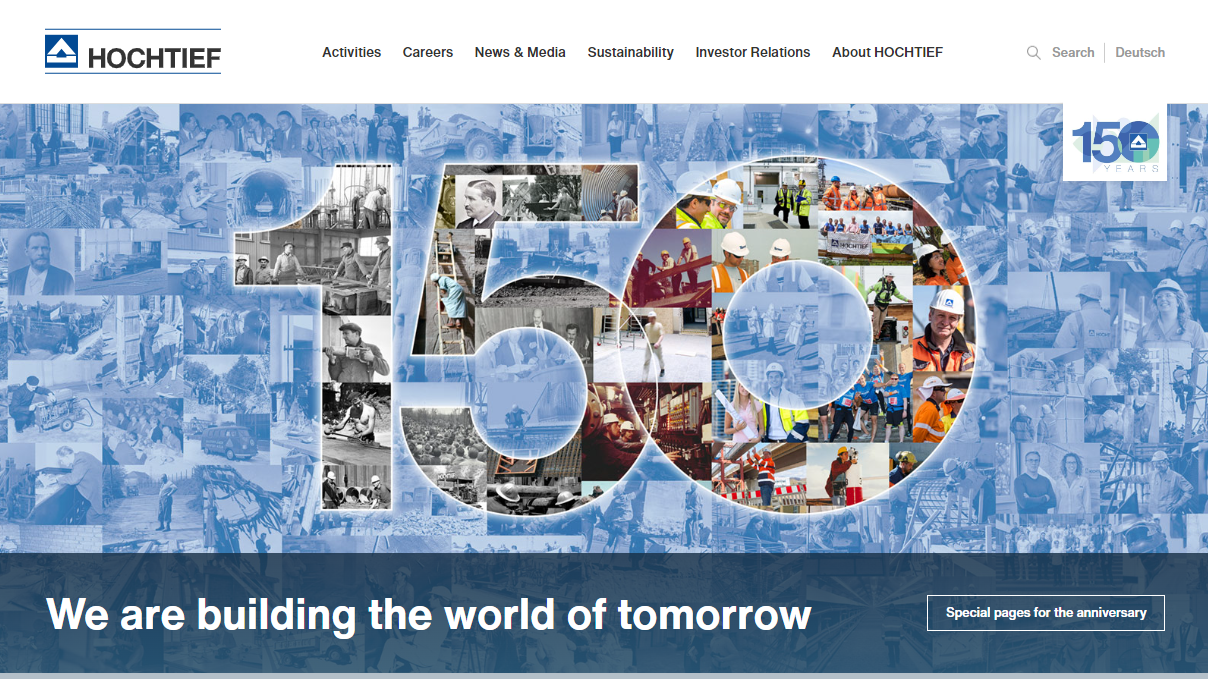 HOCHTIEF
Activities
Careers
News & Media
Sustainability
Investor Relations
About HOCHTIEF
Search
Deutsch
150
YEARS
150
HOCHTIEF
We are building the world of tomorrow
Special pages for the anniversary